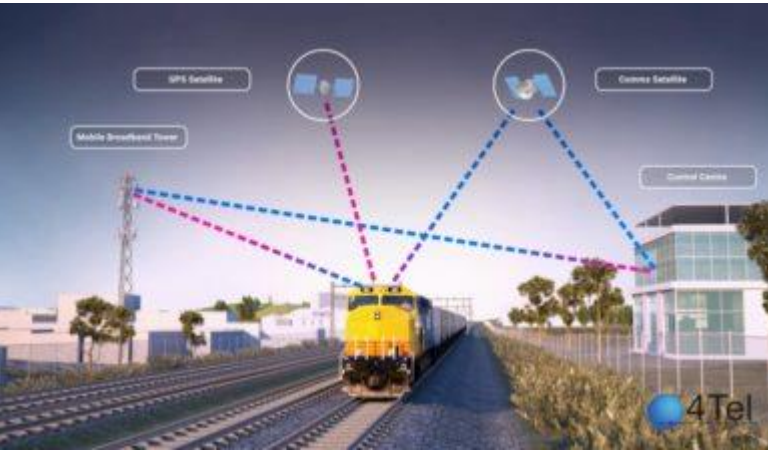 GPS Satellite
Comms Satellite
Mobile Broadband Tower
Control Centre
4Tel